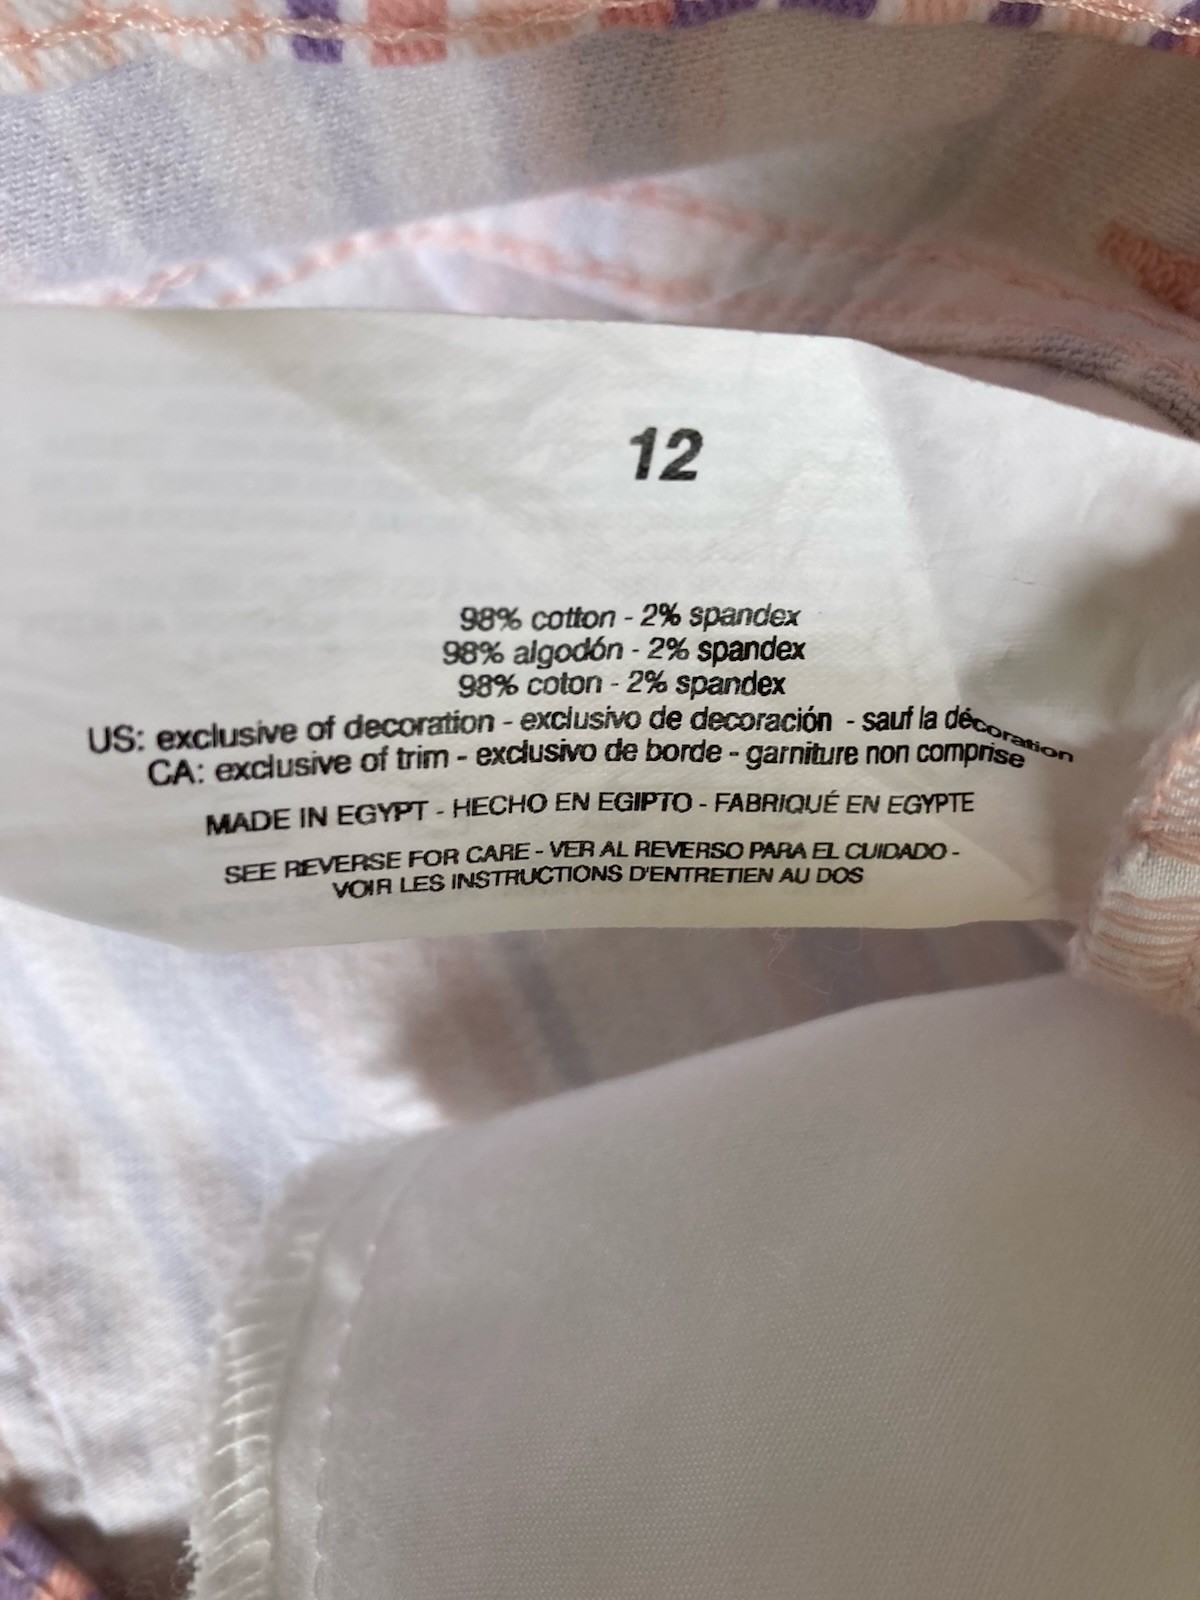 12
98% cotton - 2% spandex
98% algodón - 2% spandex
98% coton - 2% spandex
US: exclusive of decoration - exclusivo de decoración - sauf la décoration
CA: exclusive of trim - exclusivo de borde - garniture non comprise
MADE IN EGYPT - HECHO EN EGIPTO - FABRIQUÉ EN EGYPTE
SEE REVERSE FOR CARE - VER AL REVERSO PARA EL CUIDADO -
VOIR LES INSTRUCTIONS D'ENTRETIEN AU DOS